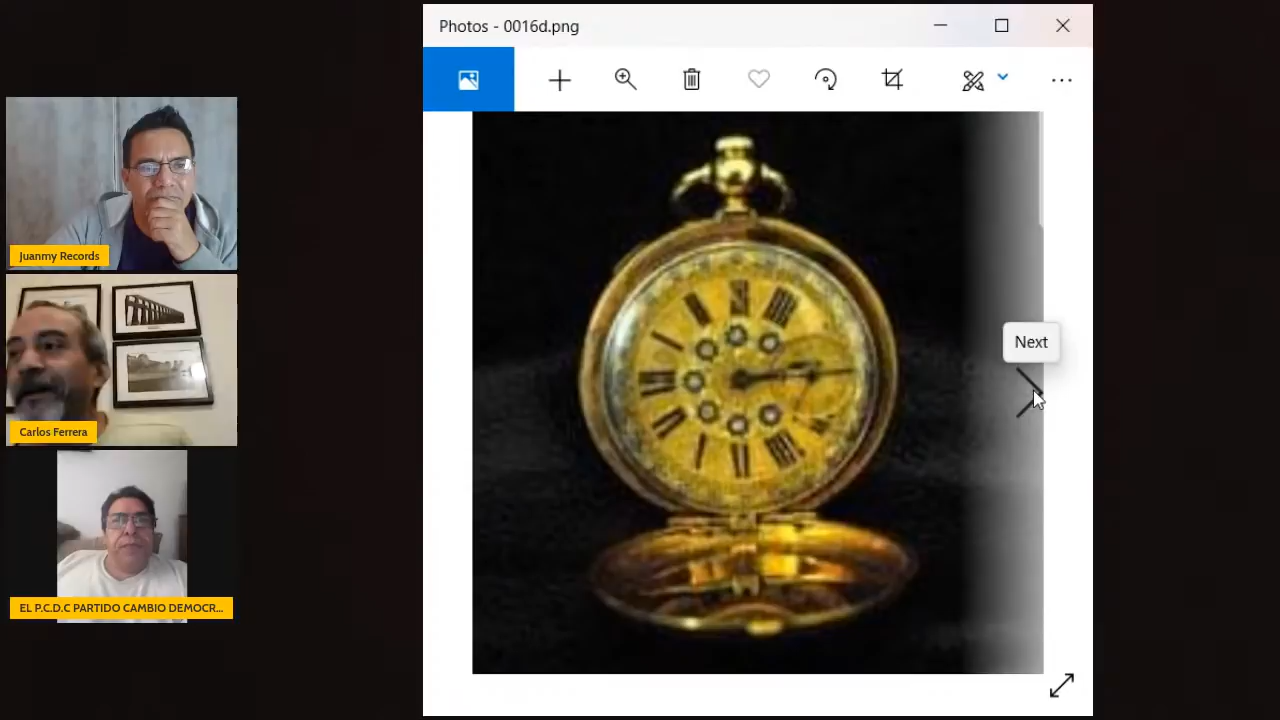 Photos - 0016d.png
Juanmy Records
Next
Carlos Ferrera
EL P.C.D.C PARTIDO CAMBIO DEMOCR...